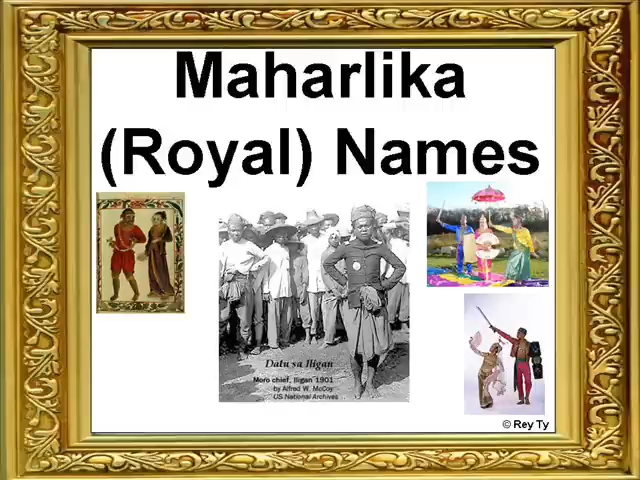 Maharlika
(Royal) Names
Datu sa Iligan
Moro chief, Iligan 1901
by Alfred W. McCoy
US National Archives
© Rey Ty